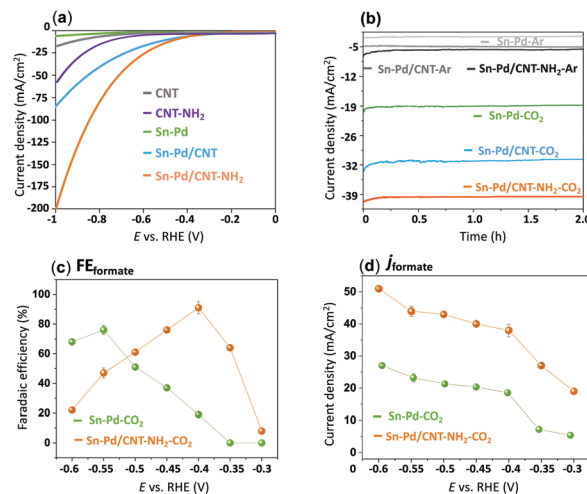 (a)
0
-25
-50
-75
-100
-125
-150
-175
-200
Current density (mA/cm²)
CNT
CNT-NH₂
Sn-Pd
Sn-Pd/CNT
Sn-Pd/CNT-NH₂
-1 -0.8 -0.6 -0.4 -0.2 0
E vs. RHE (V)
(b)
-5
-12
-19
-26
-32
-39
Current density (mA/cm²)
Sn-Pd-Ar
Sn-Pd/CNT-Ar Sn-Pd/CNT-NH₂-Ar
Sn-Pd-CO₂
Sn-Pd/CNT-CO₂
Sn-Pd/CNT-NH₂-CO₂
0 0.5 1.0 1.5 2.0
Time (h)
(c) FEformate
100
80
60
40
20
0
Faradaic efficiency (%)
Sn-Pd-CO₂
Sn-Pd/CNT-NH₂-CO₂
-0.6 -0.55 -0.5 -0.45 -0.4 -0.35 -0.3
E vs. RHE (V)
(d) jformate
50
40
30
20
10
0
Current density (mA/cm²)
Sn-Pd-CO₂
Sn-Pd/CNT-NH₂-CO₂
-0.6 -0.55 -0.5 -0.45 -0.4 -0.35 -0.3
E vs. RHE (V)